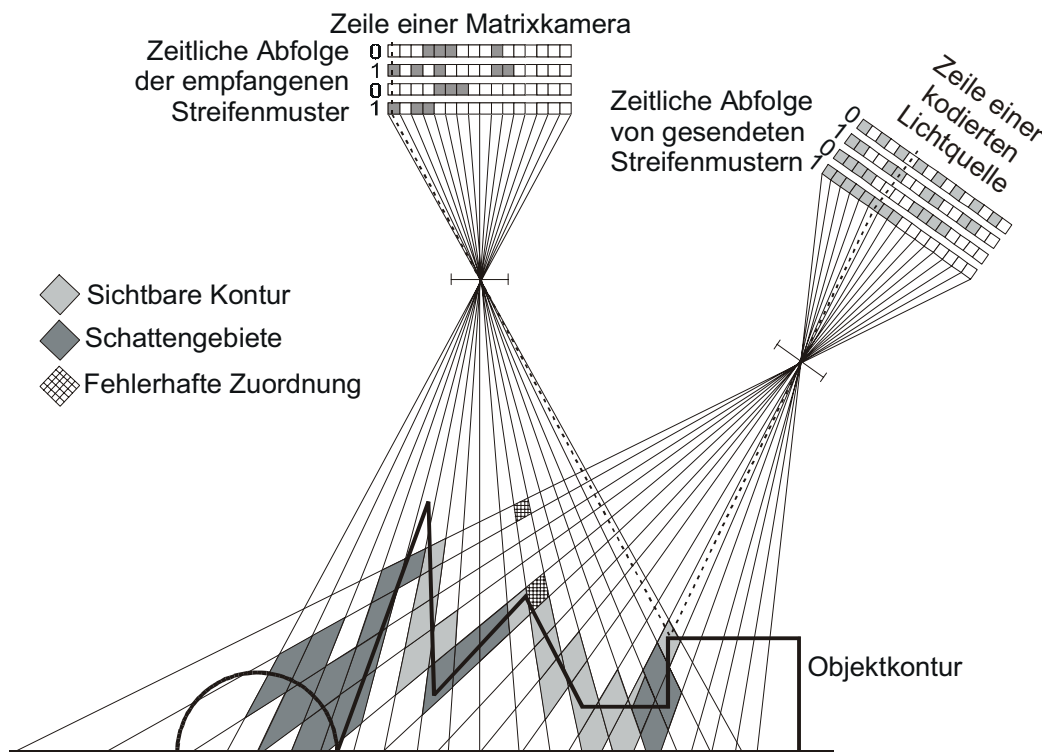 Zeile einer Matrixkamera
Zeitliche Abfolge
der empfangenen
Streifenmuster
0
1
0
1
Zeitliche Abfolge
von gesendeten
Streifenmustern
0
1
0
1
Zeile einer
kodierten
Lichtquelle
Sichtbare Kontur
Schattengebiete
Fehlerhafte Zuordnung
Objektkontur